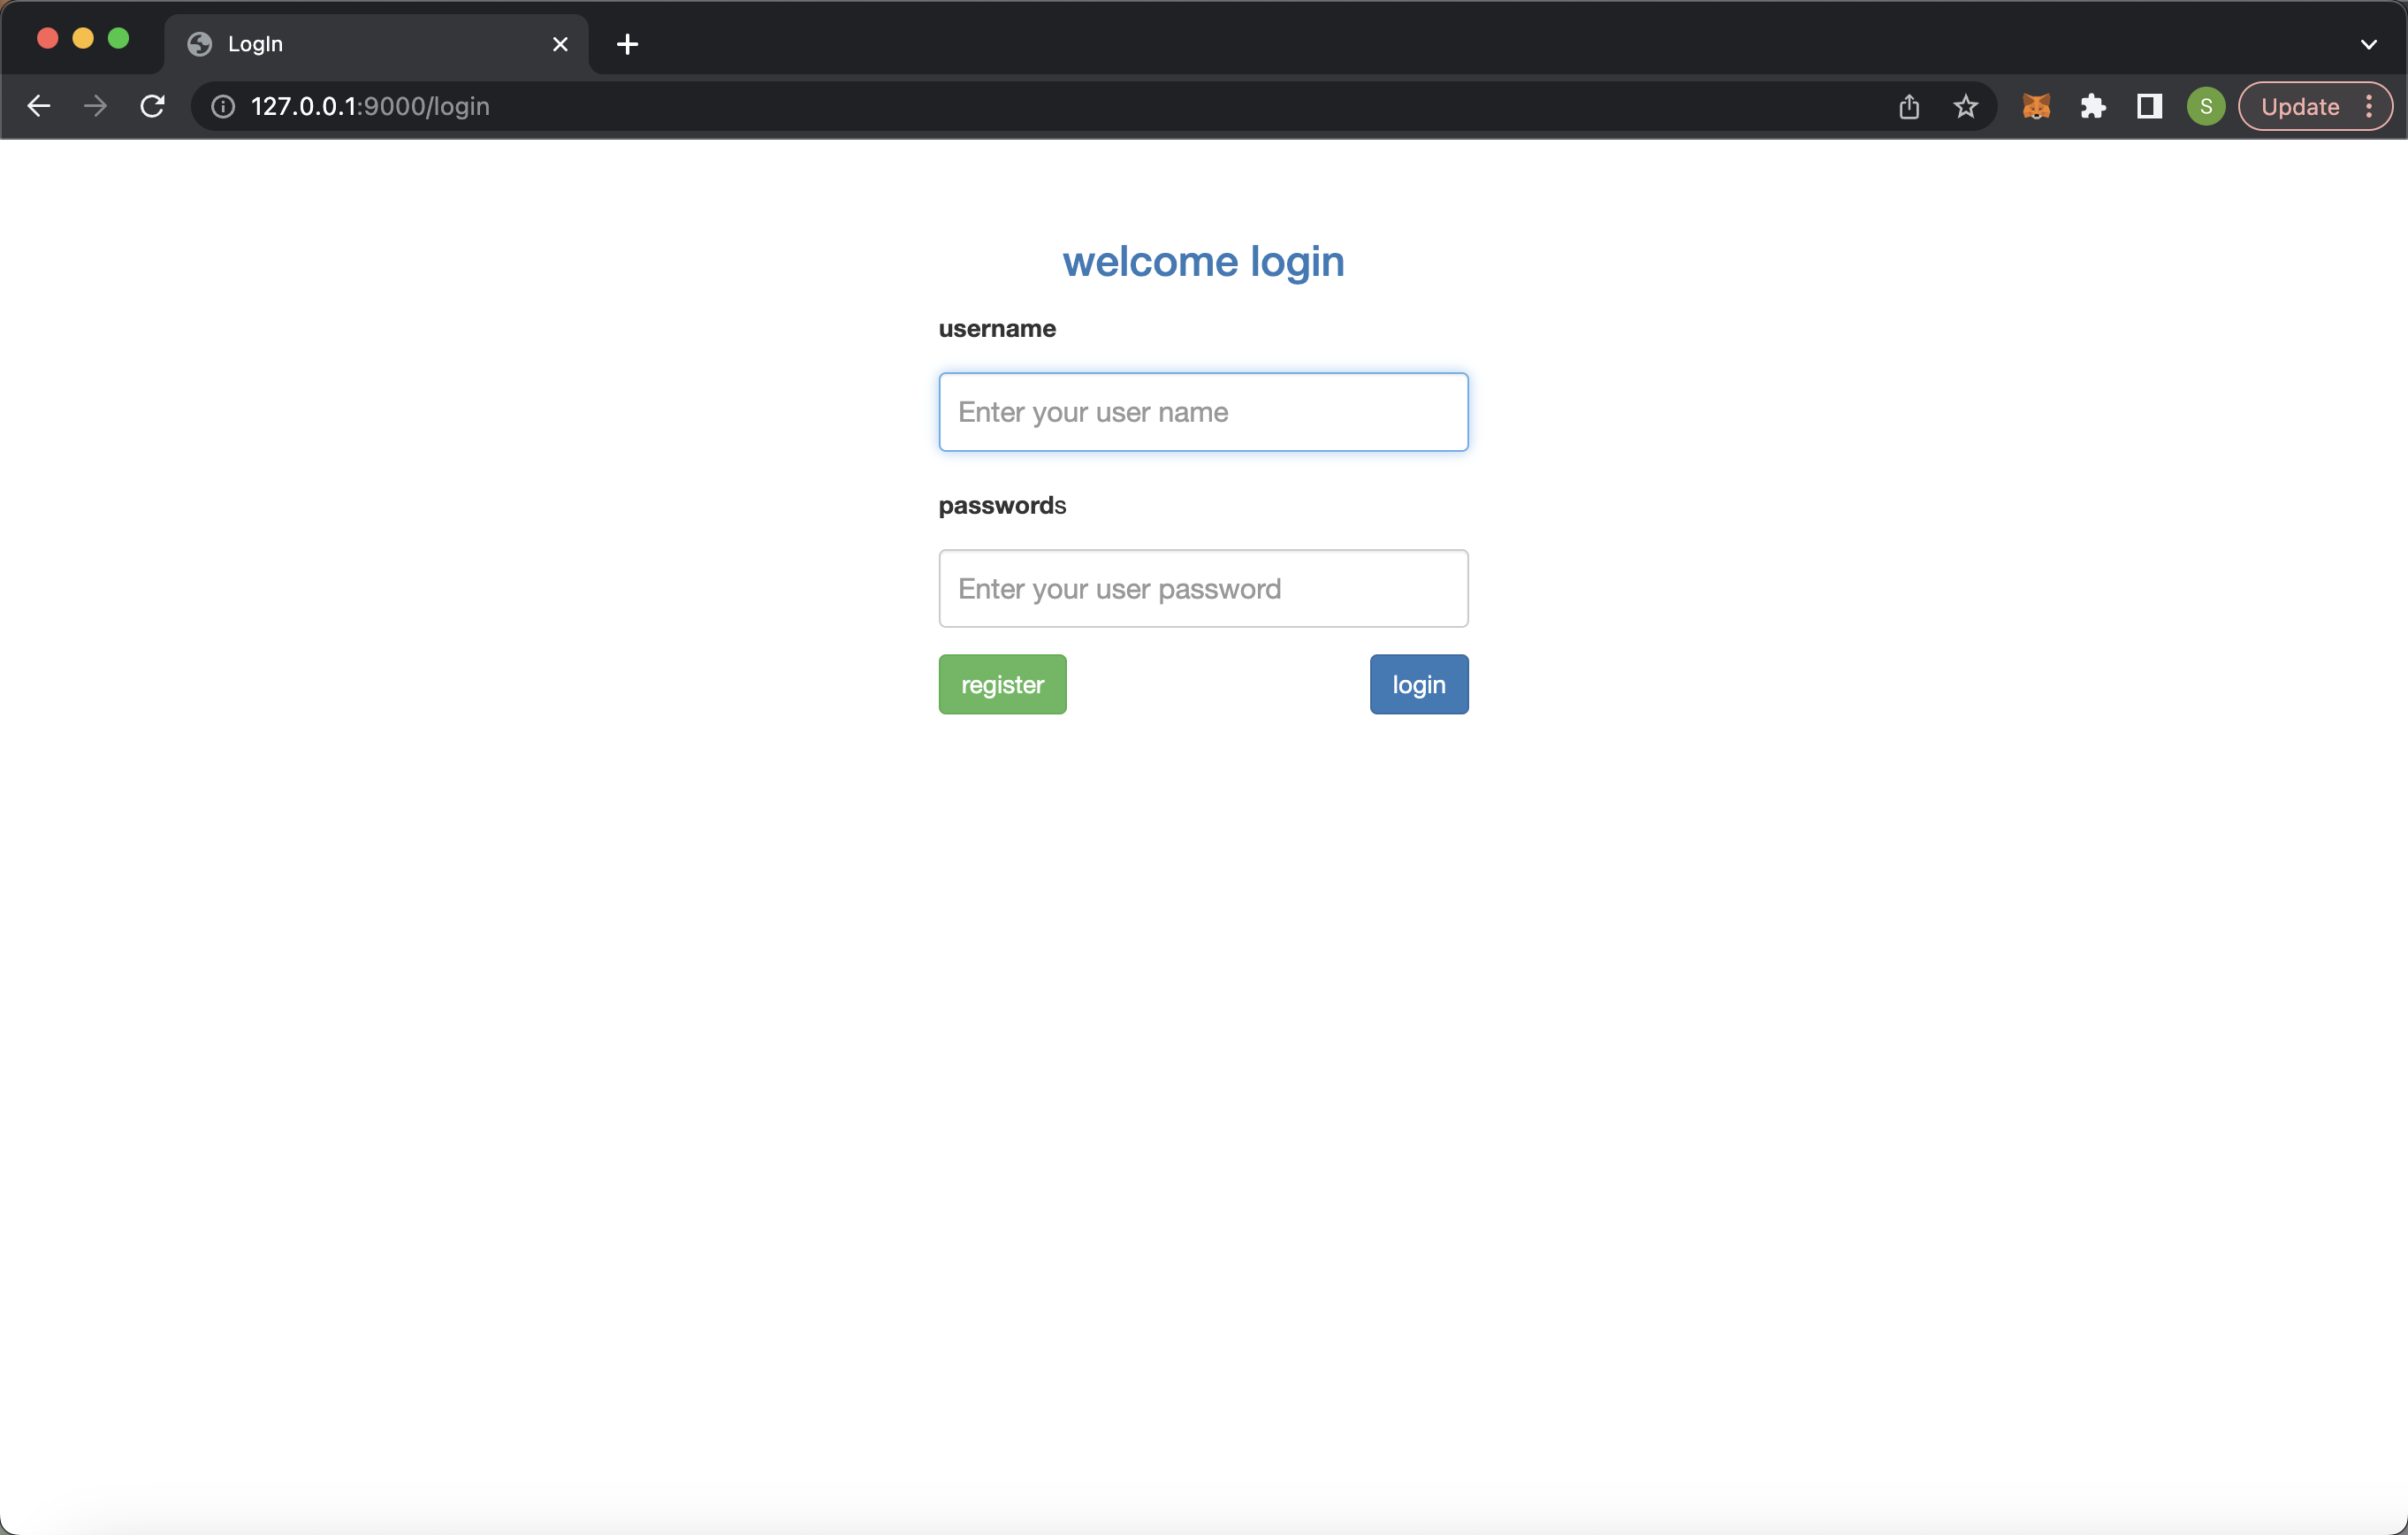 LogIn
127.0.0.1:9000/login
S
Update
welcome login
username
Enter your user name
passwords
Enter your user password
register
login